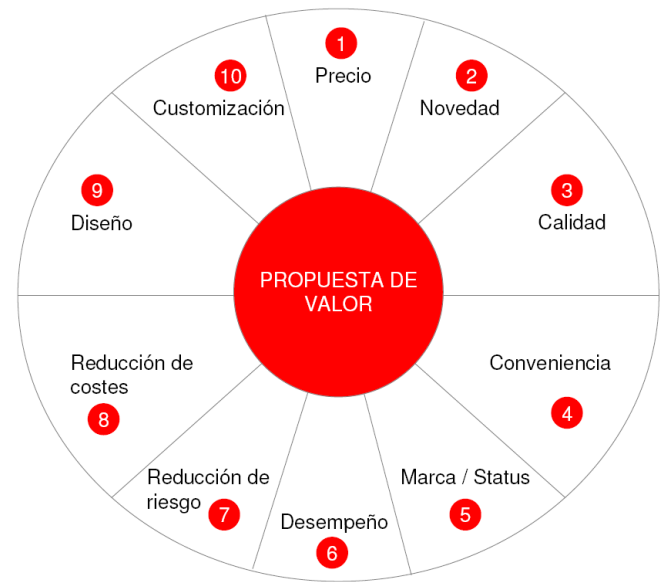 1
Precio
2
Novedad
3
Calidad
Conveniencia
4
Marca / Status
5
Desempeño
6
Reducción de
riesgo
7
Reducción de
costes
8
9
Diseño
10
Customización
PROPUESTA DE
VALOR